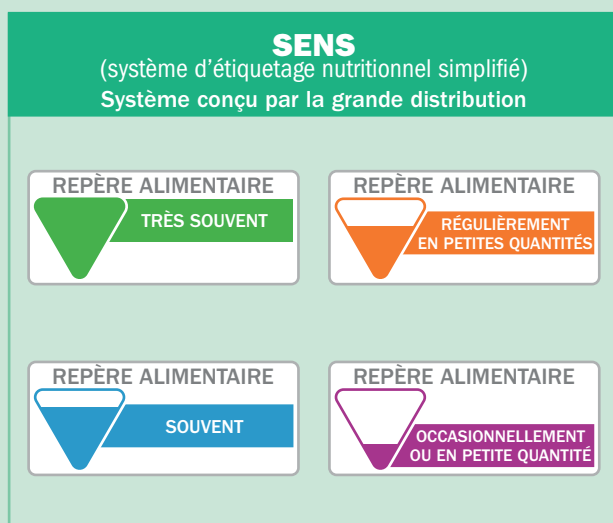 SENS
(système d'étiquetage nutritionnel simplifié)
Système conçu par la grande distribution
REPÈRE ALIMENTAIRE
TRÈS SOUVENT
REPÈRE ALIMENTAIRE
RÉGULIÈREMENT
EN PETITES QUANTITÉS
REPÈRE ALIMENTAIRE
SOUVENT
REPÈRE ALIMENTAIRE
OCCASIONNELLEMENT
OU EN PETITE QUANTITÉ